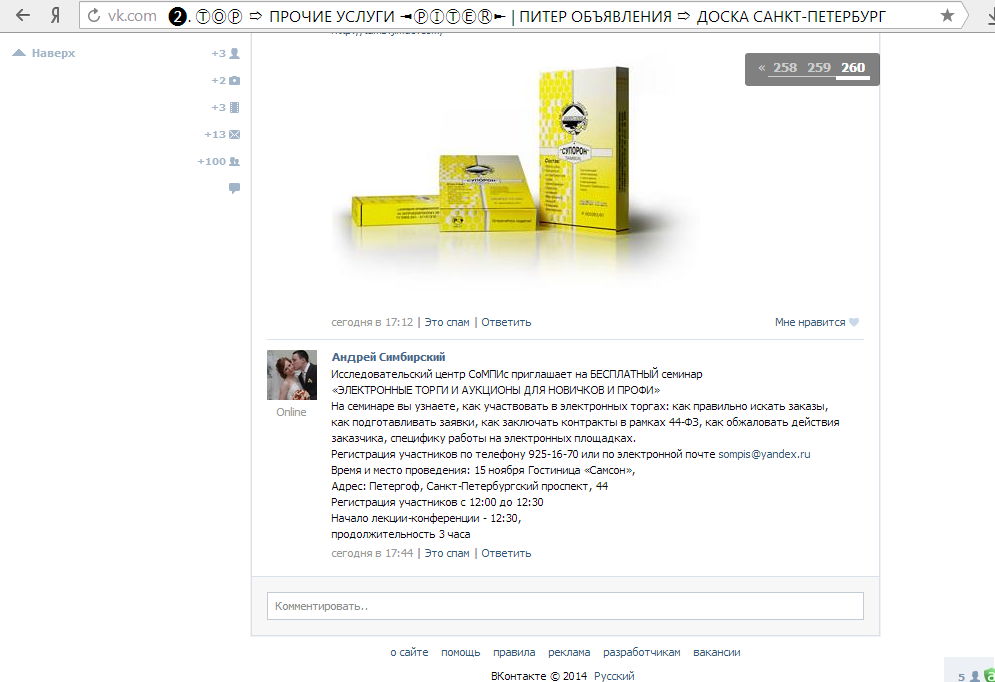 vk.com ❷. ⓉⓄⓅ ➯ ПРОЧИЕ УСЛУГИ ◄ⓅⒾⓉⒺⓇ► | ПИТЕР ОБЪЯВЛЕНИЯ ➯ ДОСКА САНКТ-ПЕТЕРБУРГ
Наверх
+3
+2
+3
+13
+100
« 258 259 260
"СУПОРОН"
сегодня в 17:12 | Это спам | Ответить
Мне нравится
Андрей Симбирский
Online
Исследовательский центр СоМПИс приглашает на БЕСПЛАТНЫЙ семинар
«ЭЛЕКТРОННЫЕ ТОРГИ И АУКЦИОНЫ ДЛЯ НОВИЧКОВ И ПРОФИ»
На семинаре вы узнаете, как участвовать в электронных торгах: как правильно искать заказы,
как подготавливать заявки, как заключать контракты в рамках 44-ФЗ, как обжаловать действия
заказчика, специфику работы на электронных площадках.
Регистрация участников по телефону 925-16-70 или по электронной почте sompis@yandex.ru
Время и место проведения: 15 ноября Гостиница «Самсон»,
Адрес: Петергоф, Санкт-Петербургский проспект, 44
Регистрация участников с 12:00 до 12:30
Начало лекции-конференции - 12:30,
продолжительность 3 часа
сегодня в 17:44 | Это спам | Ответить
Комментировать..
о сайте помощь правила реклама разработчикам вакансии
ВКонтакте © 2014 Русский
5